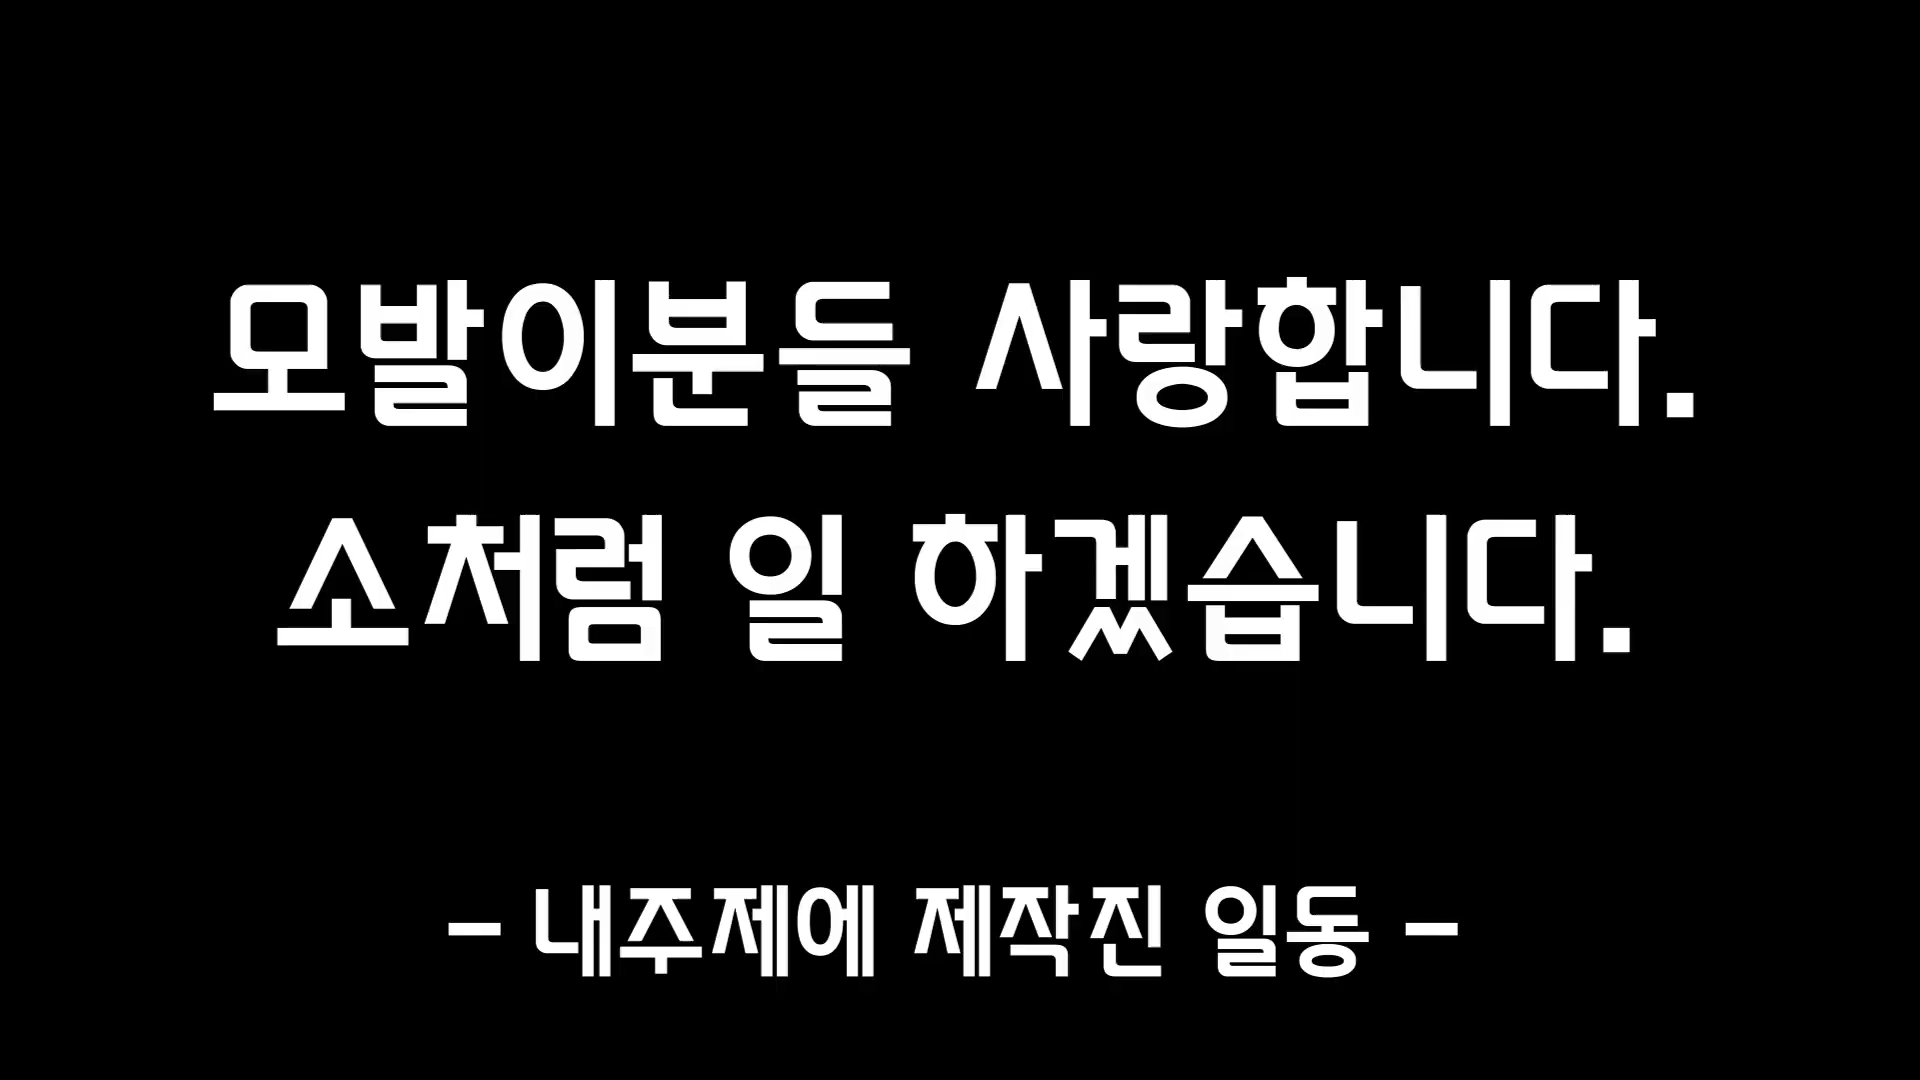 모발이분들 사랑합니다.
소처럼 일 하겠습니다.
- 내주제에 제작진 일동 -